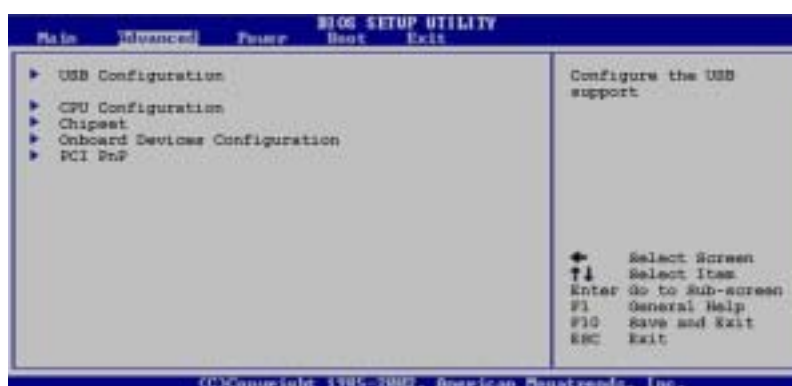 BIOS SETUP UTILITY
Main Advanced Power Boot Exit
USB Configuration
CPU Configuration
Chipset
Onboard Devices Configuration
PCI PnP
Configure the USB
support
Select Screen
Select Item
Enter Go to Sub-screen
F1 General Help
F10 Save and Exit
ESC Exit
(C)Copyright 1985-2002, American Megatrends, Inc.